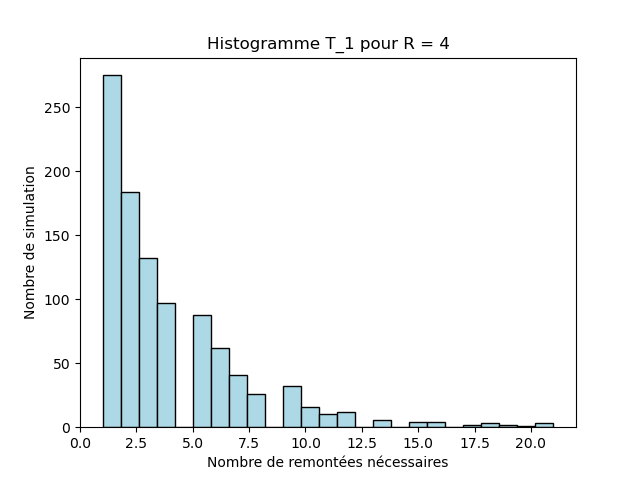 Histogramme T_1 pour R = 4
Nombre de simulation
250
200
150
100
50
0
0.0 2.5 5.0 7.5 10.0 12.5 15.0 17.5 20.0
Nombre de remontées nécessaires